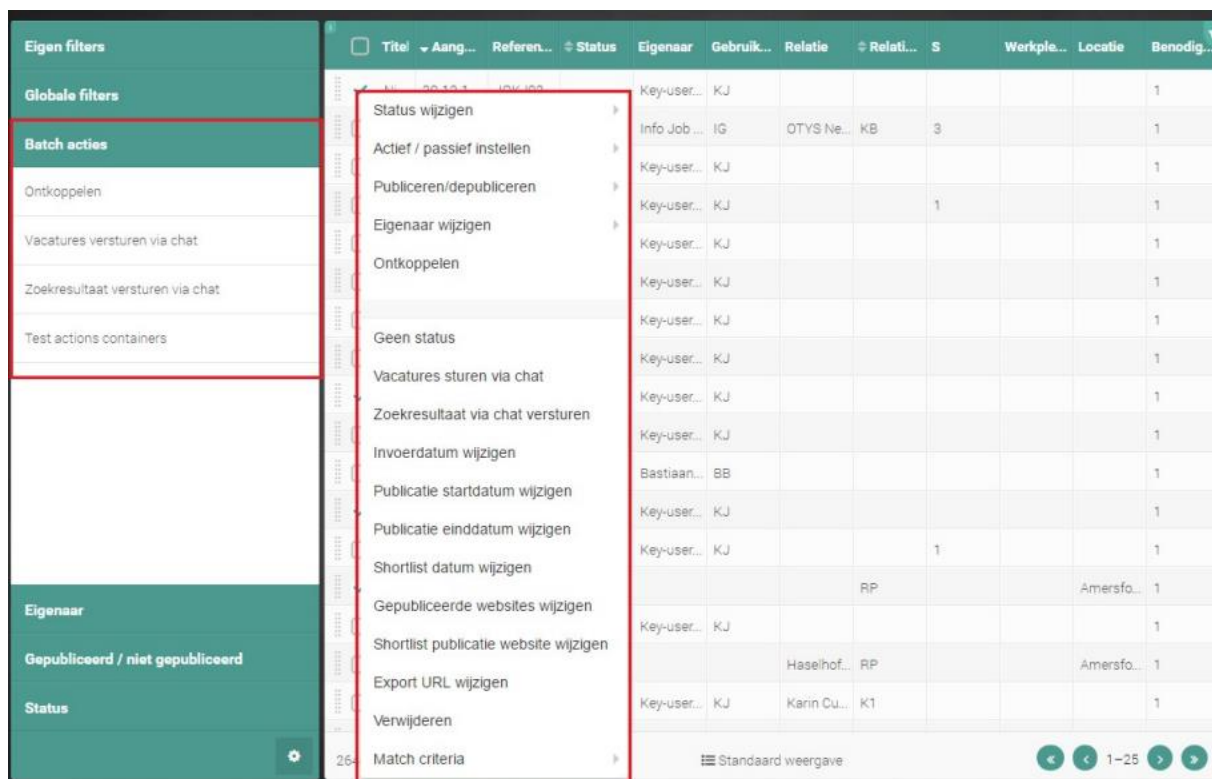 Eigen filters
Globale filters
Batch acties
Ontkoppelen
Vacatures versturen via chat
Zoekresultaat versturen via chat
Test actions containers
Eigenaar
Gepubliceerd / niet gepubliceerd
Status
Titel Aang... Referen... Status Eigenaar Gebruik... Relatie Relati... S Werkple... Locatie Benodig...
Key-user... KJ 1
Info Job ... IG OTYS Ne... KB 3 1
Key-user... KJ 1
Key-user... KJ 1 1
Key-user... KJ 1
Key-user... KJ 1
Key-user... KJ 1
Key-user... KJ 1
Key-user... KJ 1
Key-user... KJ 1
Bastiaan... BB 1
Key-user... KJ 1
Key-user... KJ 1 1
RP Amersfo... 1
Key-user... KJ 1
Haselhof... RP Amersfo... 1
Key-user... KJ arin Cu... K1 1
Status wijzigen
Actief / passief instellen
Publiceren/depubliceren
Eigenaar wijzigen
Ontkoppelen
Geen status
Vacatures sturen via chat
Zoekresultaat via chat versturen
Invoerdatum wijzigen
Publicatie startdatum wijzigen
Publicatie einddatum wijzigen
Shortlist datum wijzigen
Gepubliceerde websites wijzigen
Shortlist publicatie website wijzigen
Export URL wijzigen
Verwijderen
Match criteria
264 Standaard weergave 1-25